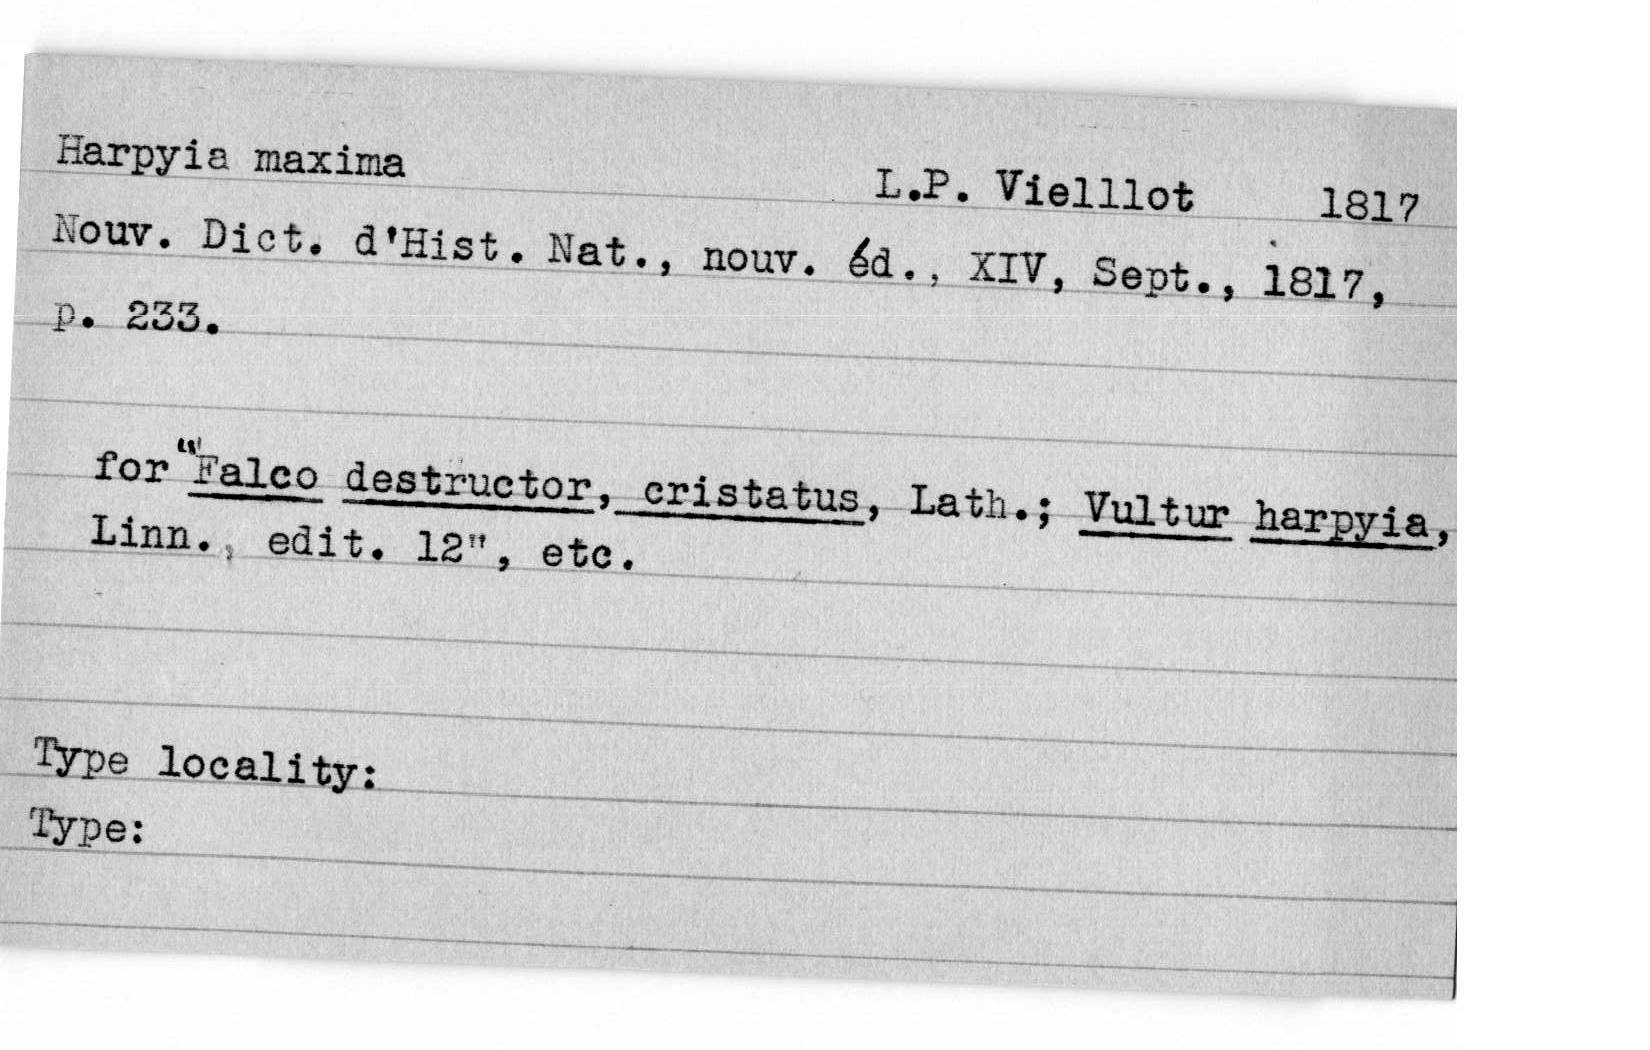 Harpyia maxima L.P. Vielllot 1817
Nouv. Dict. d'Hist. Nat., nouv. éd., XIV, Sept., 1817,
p. 233.
for "Falco destructor, cristatus, Lath.; Vultur harpyia,
Linn., edit. 12", etc.
Type locality:
Type: